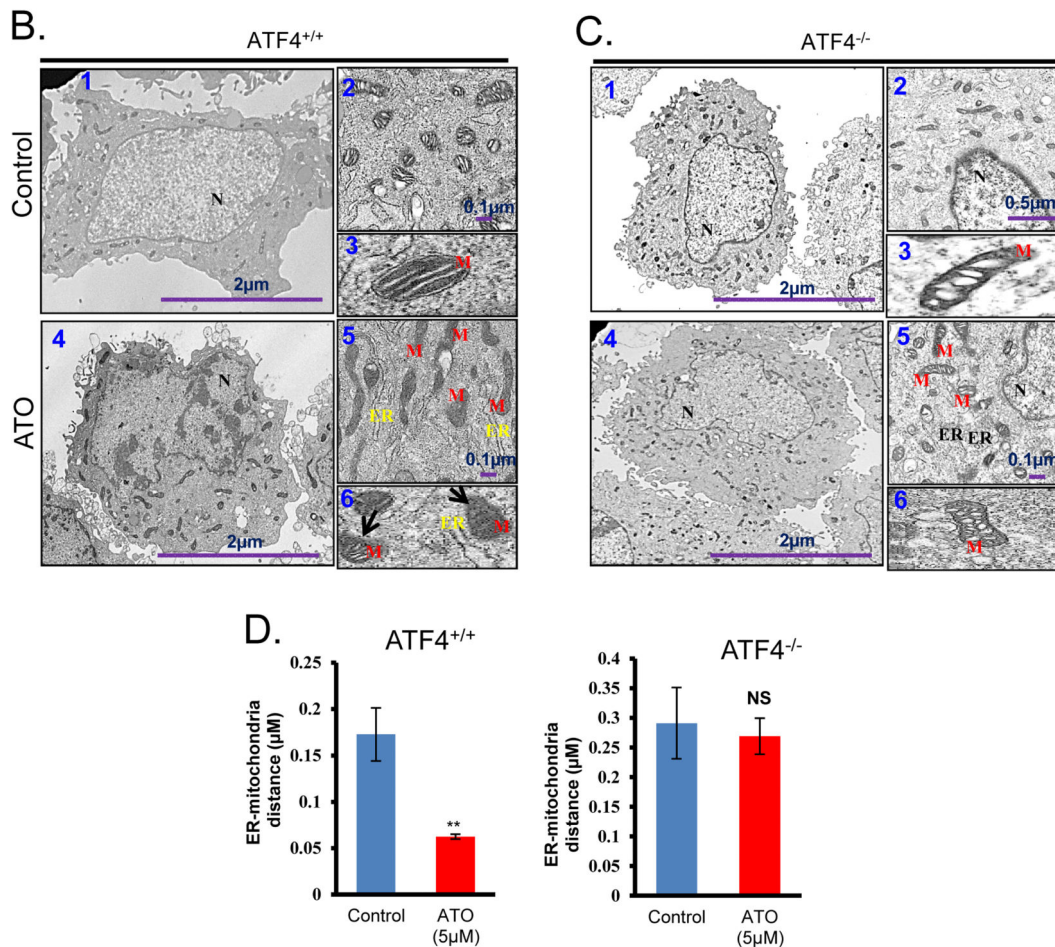 B.
ATF4+/+
Control
1
N
2μm
2
0.1μm
3
M
ATO
4
N
2μm
5
M
M
M
M
ER
ER
0.1μm
6
M
ER
M
C.
ATF4-/-
1
N
2μm
2
N
0.5μm
3
M
4
N
2μm
5
M
M
M
N
ER
ER
0.1μm
6
M
D.
ATF4+/+
ER-mitochondria
distance (μM)
0.25
0.2
0.15
0.1
0.05
0
**
Control
ATO
(5μM)
ATF4-/-
ER-mitochondria
distance (μM)
0.4
0.35
0.3
0.25
0.2
0.15
0.1
0.05
0
NS
Control
ATO
(5μM)